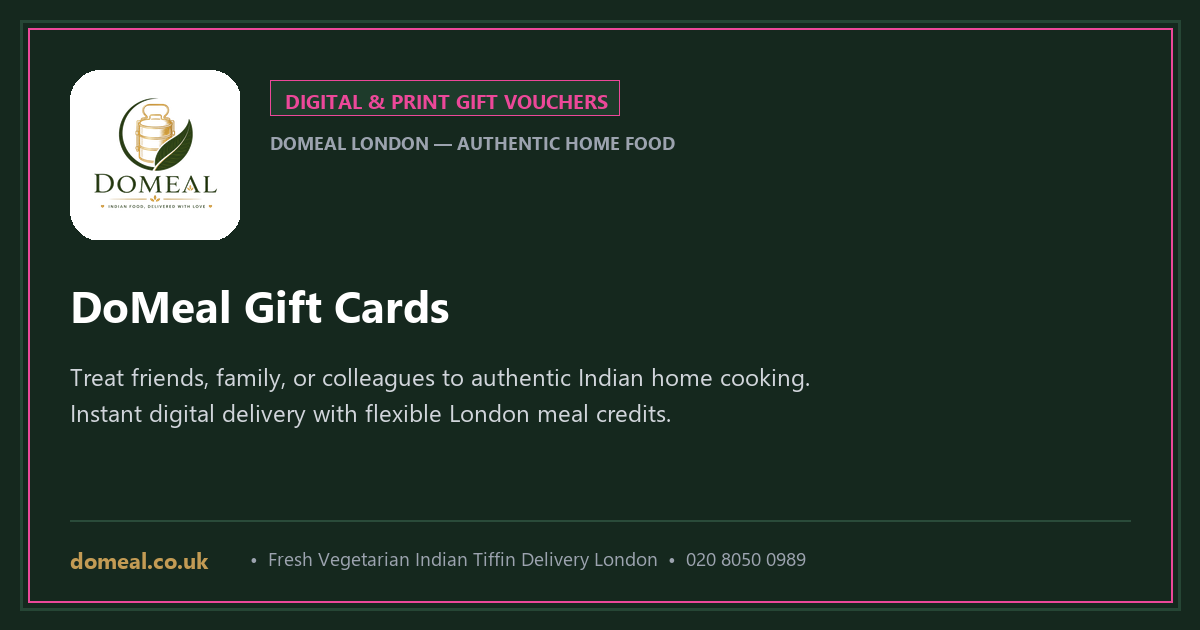 DIGITAL & PRINT GIFT VOUCHERS
DOMEAL LONDON — AUTHENTIC HOME FOOD
DOMEAL
INDIAN FOOD, DELIVERED WITH LOVE
DoMeal Gift Cards
Treat friends, family, or colleagues to authentic Indian home cooking.
Instant digital delivery with flexible London meal credits.
domeal.co.uk • Fresh Vegetarian Indian Tiffin Delivery London • 020 8050 0989